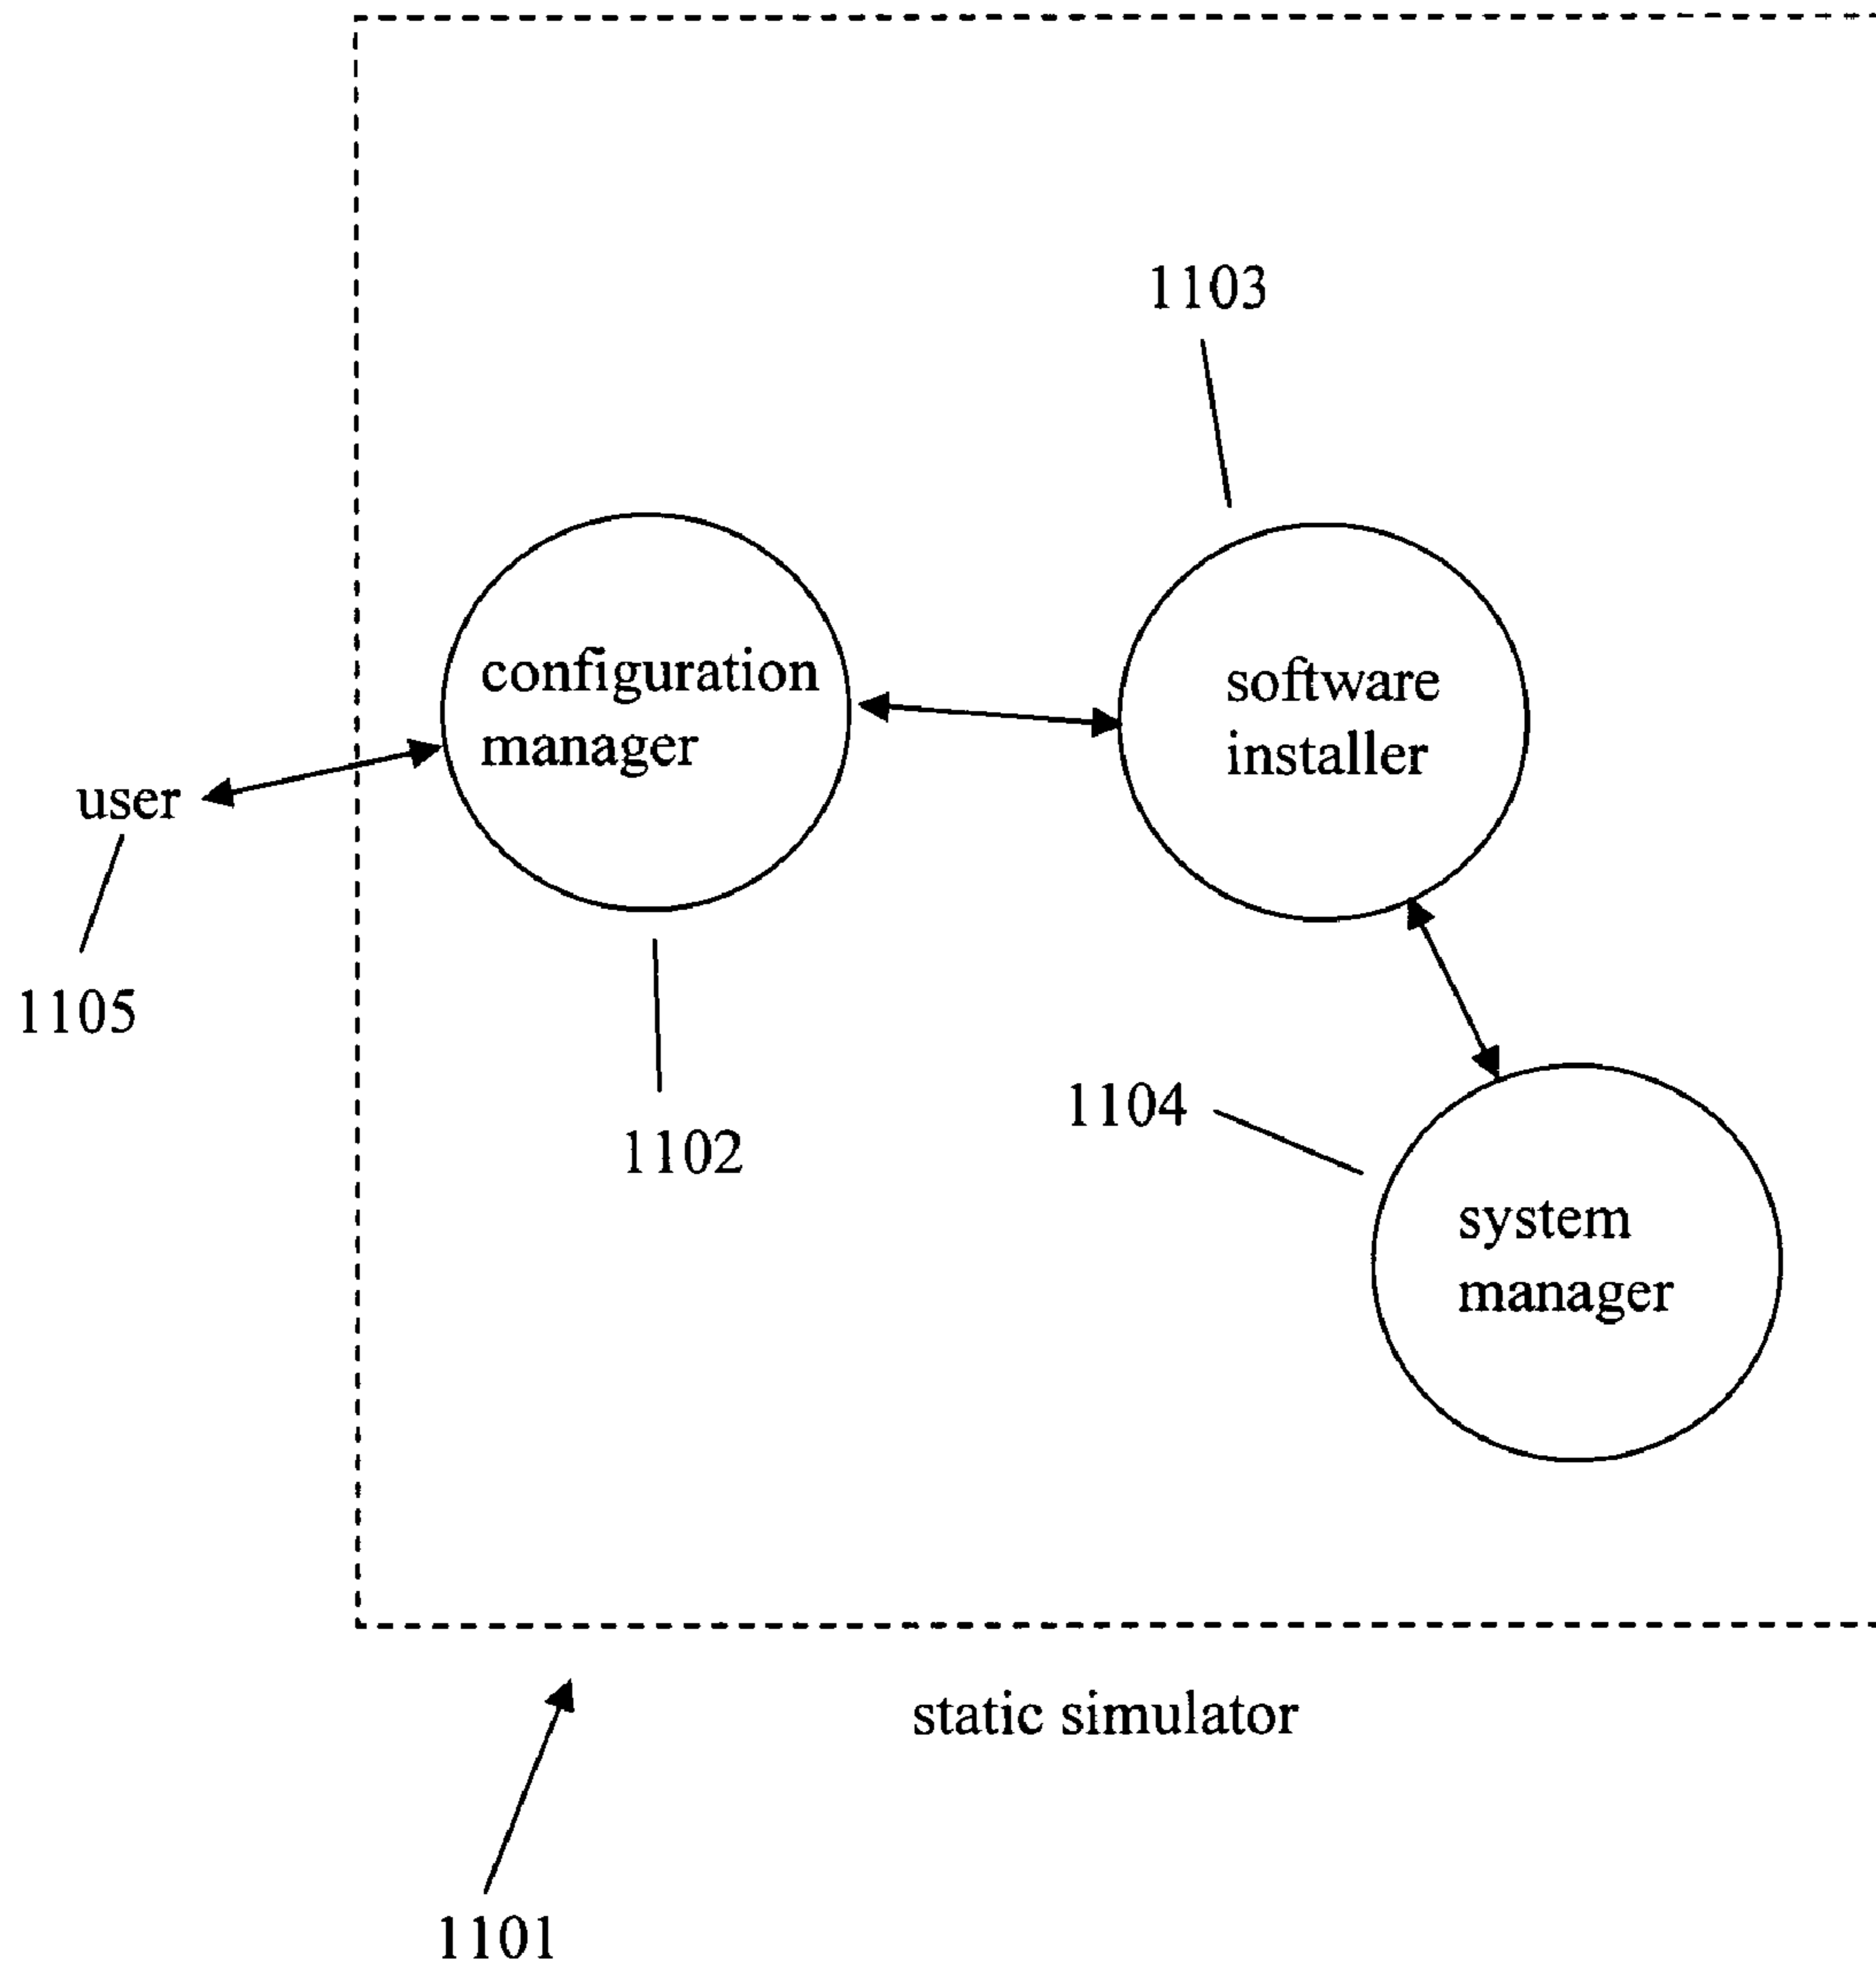 1103
configuration
manager
software
installer
user
1105
1104
1102
system
manager
static simulator
1101